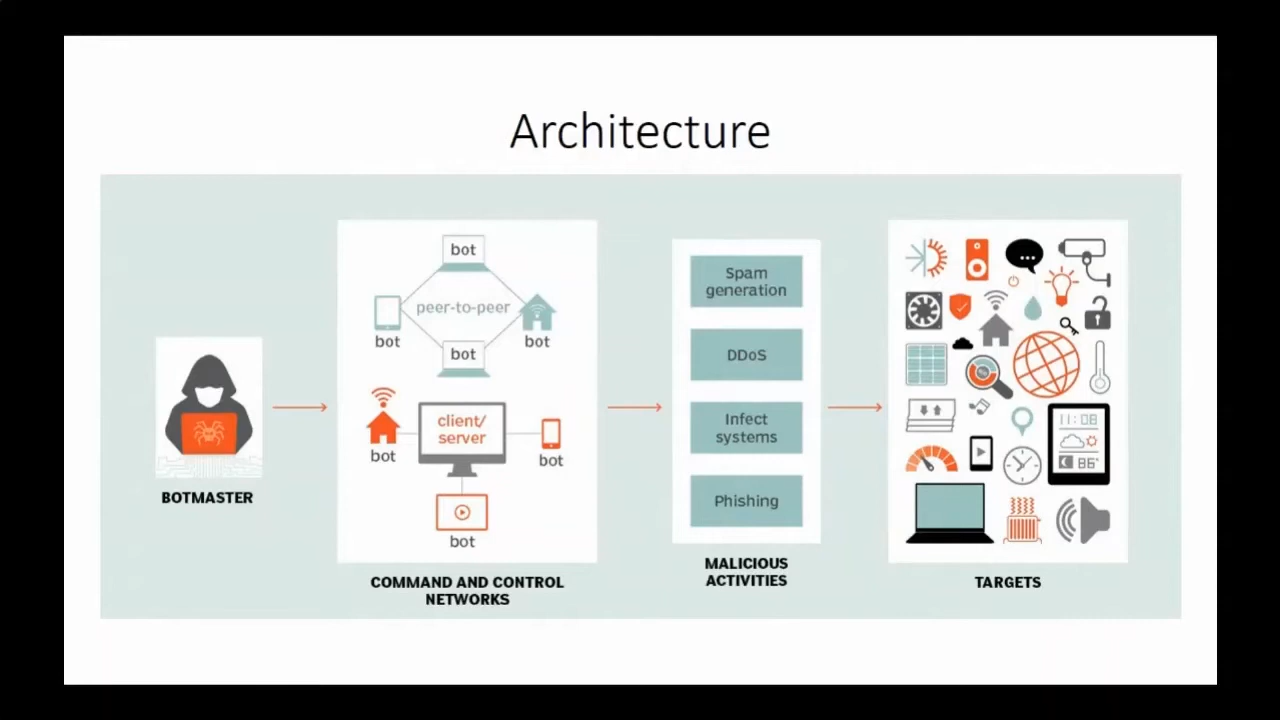 Architecture
BOTMASTER
bot
peer-to-peer
bot
bot
bot
client/
server
bot
bot
bot
COMMAND AND CONTROL
NETWORKS
Spam
generation
DDoS
Infect
systems
Phishing
MALICIOUS
ACTIVITIES
11:08
86°
TARGETS